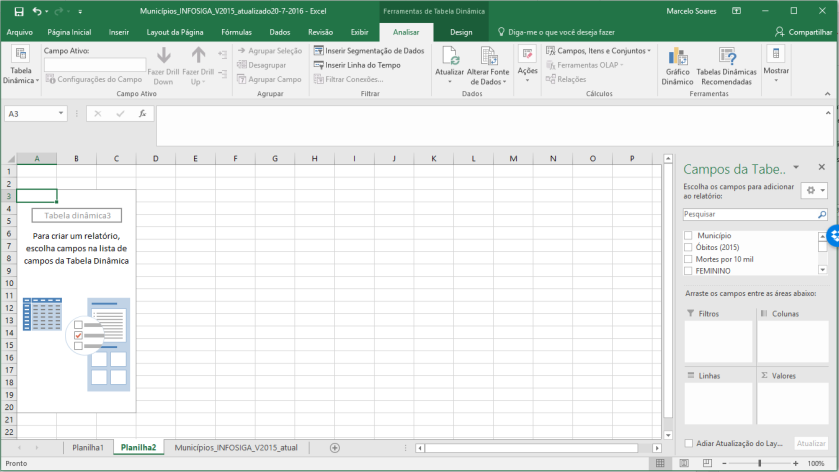 Municípios_INFOSIGA_V2015_atualizado20-7-2016 - Excel
Ferramentas de Tabela Dinâmica
Marcelo Soares
Arquivo Página Inicial Inserir Layout da Página Fórmulas Dados Revisão Exibir Analisar Design Diga-me o que você deseja fazer Compartilhar
Tabela Dinâmica
Campo Ativo:
Configurações do Campo
Fazer Drill Down
Fazer Drill Up
Campo Ativo
Agrupar Seleção
Desagrupar
Agrupar Campo
Agrupar
Inserir Segmentação de Dados
Inserir Linha do Tempo
Filtrar Conexões...
Filtrar
Atualizar
Alterar Fonte de Dados
Dados
Ações
Campos, Itens e Conjuntos
Ferramentas OLAP
Relações
Cálculos
Gráfico Dinâmico
Tabelas Dinâmicas Recomendadas
Ferramentas
Mostrar
A3 fx
A B C D E F G H I J K L M N O P
1
2
3
4
5
6
7
8
9
10
11
12
13
14
15
16
17
18
19
20
21
22
Tabela dinâmica3
Para criar um relatório,
escolha campos na lista de
campos da Tabela Dinâmica
Campos da Tabe..
Escolha os campos para adicionar
ao relatório:
Pesquisar
Município
Óbitos (2015)
Mortes por 10 mil
FEMININO
Arraste os campos entre as áreas abaixo:
Filtros Colunas
Linhas Σ Valores
Adiar Atualização do Lay... Atualizar
Planilha1 Planilha2 Municípios_INFOSIGA_V2015_atual
Pronto 100%